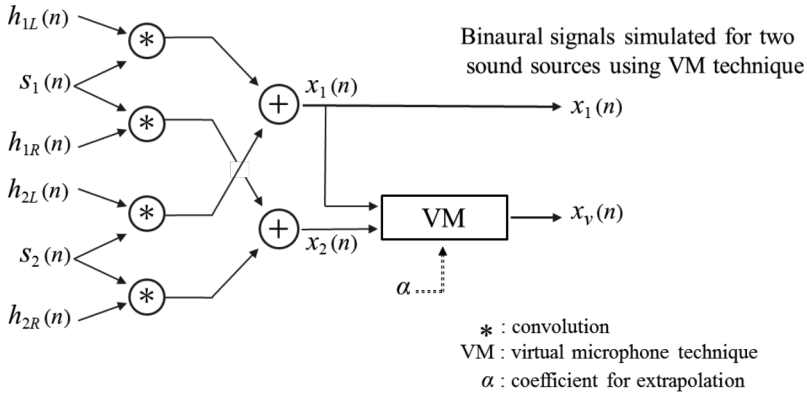 h1L(n)
s1(n)
h1R(n)
h2L(n)
s2(n)
h2R(n)
*
*
*
*
+
+
x1(n)
x2(n)
VM
α
Binaural signals simulated for two
sound sources using VM technique
x1(n)
xv(n)
* : convolution
VM : virtual microphone technique
α : coefficient for extrapolation